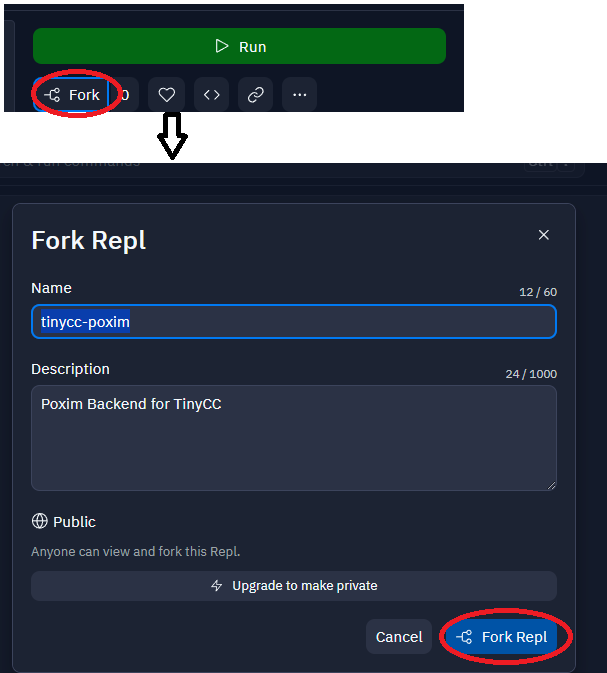 Run
Fork 0
...
Fork Repl
Name
12 / 60
tinycc-poxim
Description
24 / 1000
Poxim Backend for TinyCC
Public
Anyone can view and fork this Repl.
Upgrade to make private
Cancel
Fork Repl